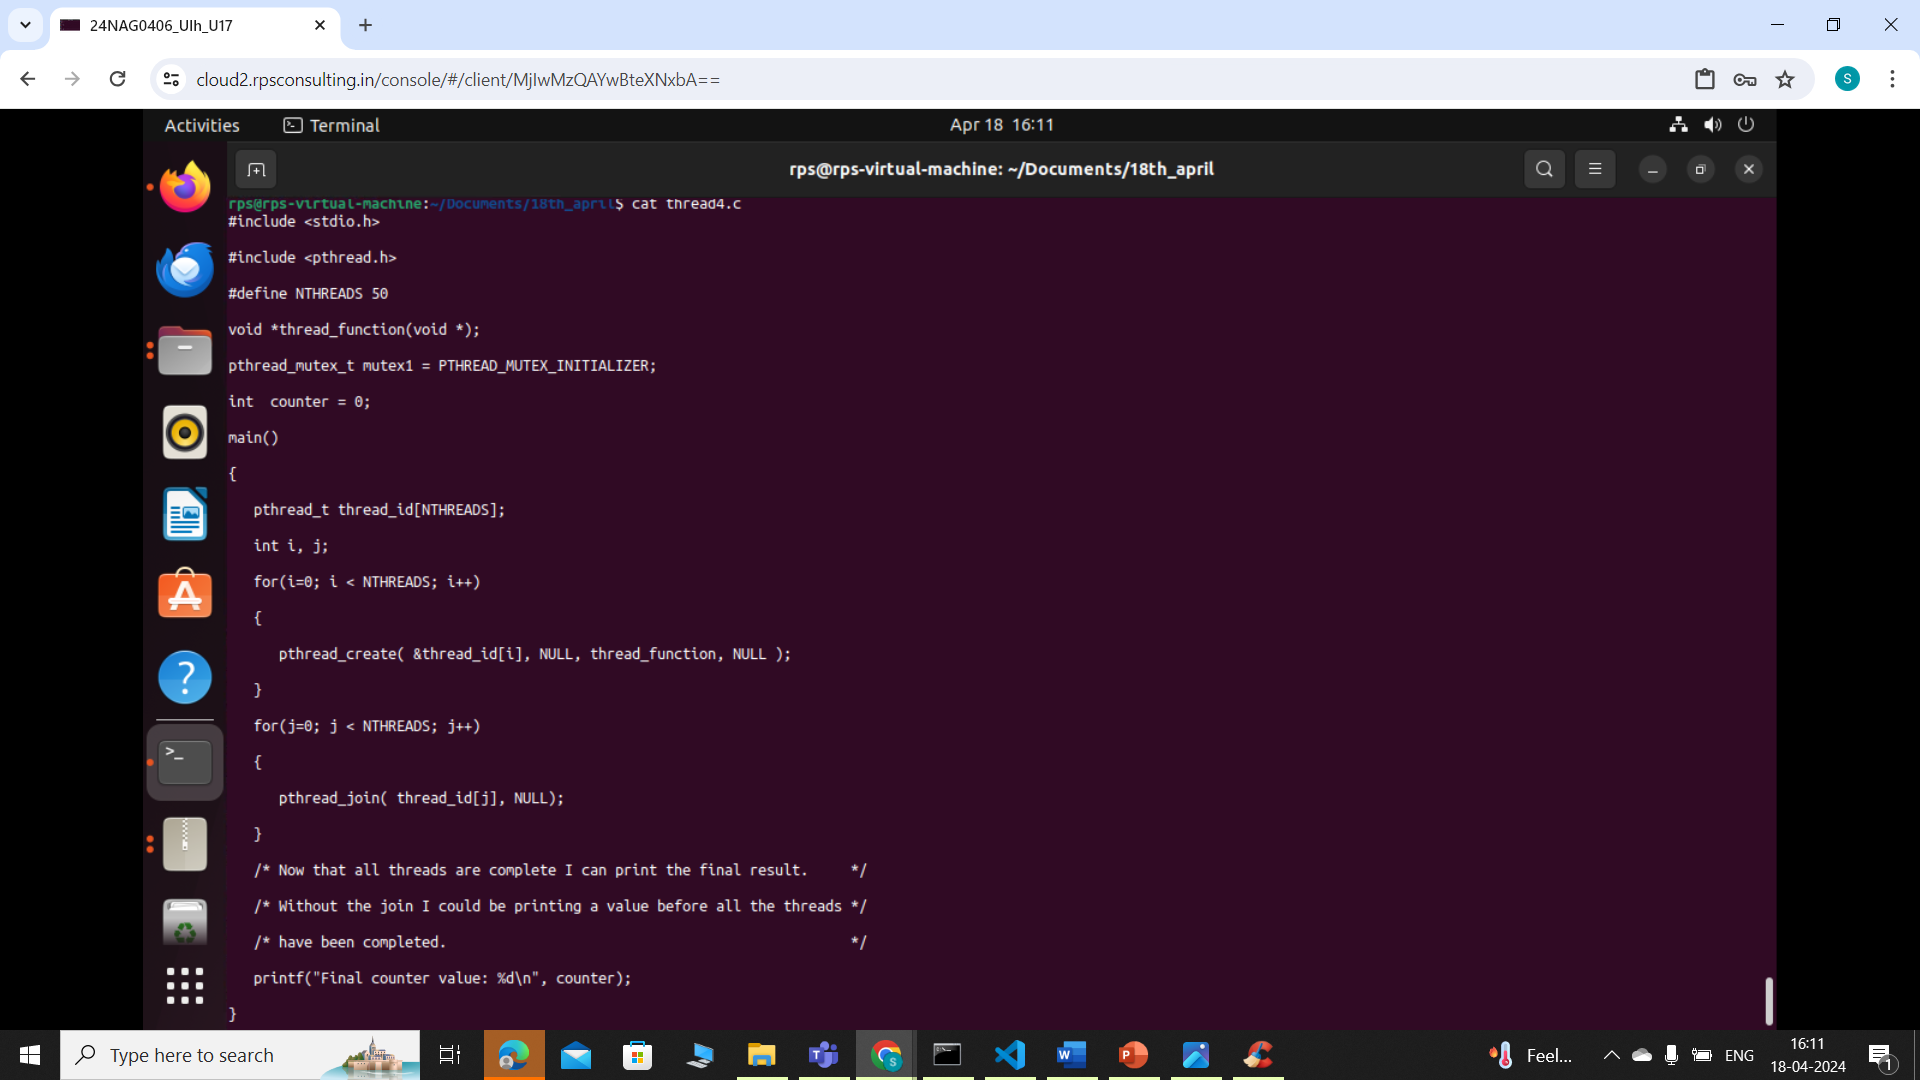 24NAG0406_Ulh_U17
cloud2.rpsconsulting.in/console/#/client/MjIwMzQAYwBteXNxbA==
S
Activities
Terminal
Apr 18 16:11
rps@rps-virtual-machine: ~/Documents/18th_april
rps@rps-virtual-machine:~/Documents/18th_april$ cat thread4.c
#include <stdio.h>
#include <pthread.h>
#define NTHREADS 50
void *thread_function(void *);
pthread_mutex_t mutex1 = PTHREAD_MUTEX_INITIALIZER;
int  counter = 0;
main()
{
   pthread_t thread_id[NTHREADS];
   int i, j;
   for(i=0; i < NTHREADS; i++)
   {
      pthread_create( &thread_id[i], NULL, thread_function, NULL );
   }
   for(j=0; j < NTHREADS; j++)
   {
      pthread_join( thread_id[j], NULL);
   }
   /* Now that all threads are complete I can print the final result.     */
   /* Without the join I could be printing a value before all the threads */
   /* have been completed.                                                */
   printf("Final counter value: %d\n", counter);
}
Type here to search
Feel...
ENG
16:11
18-04-2024
1